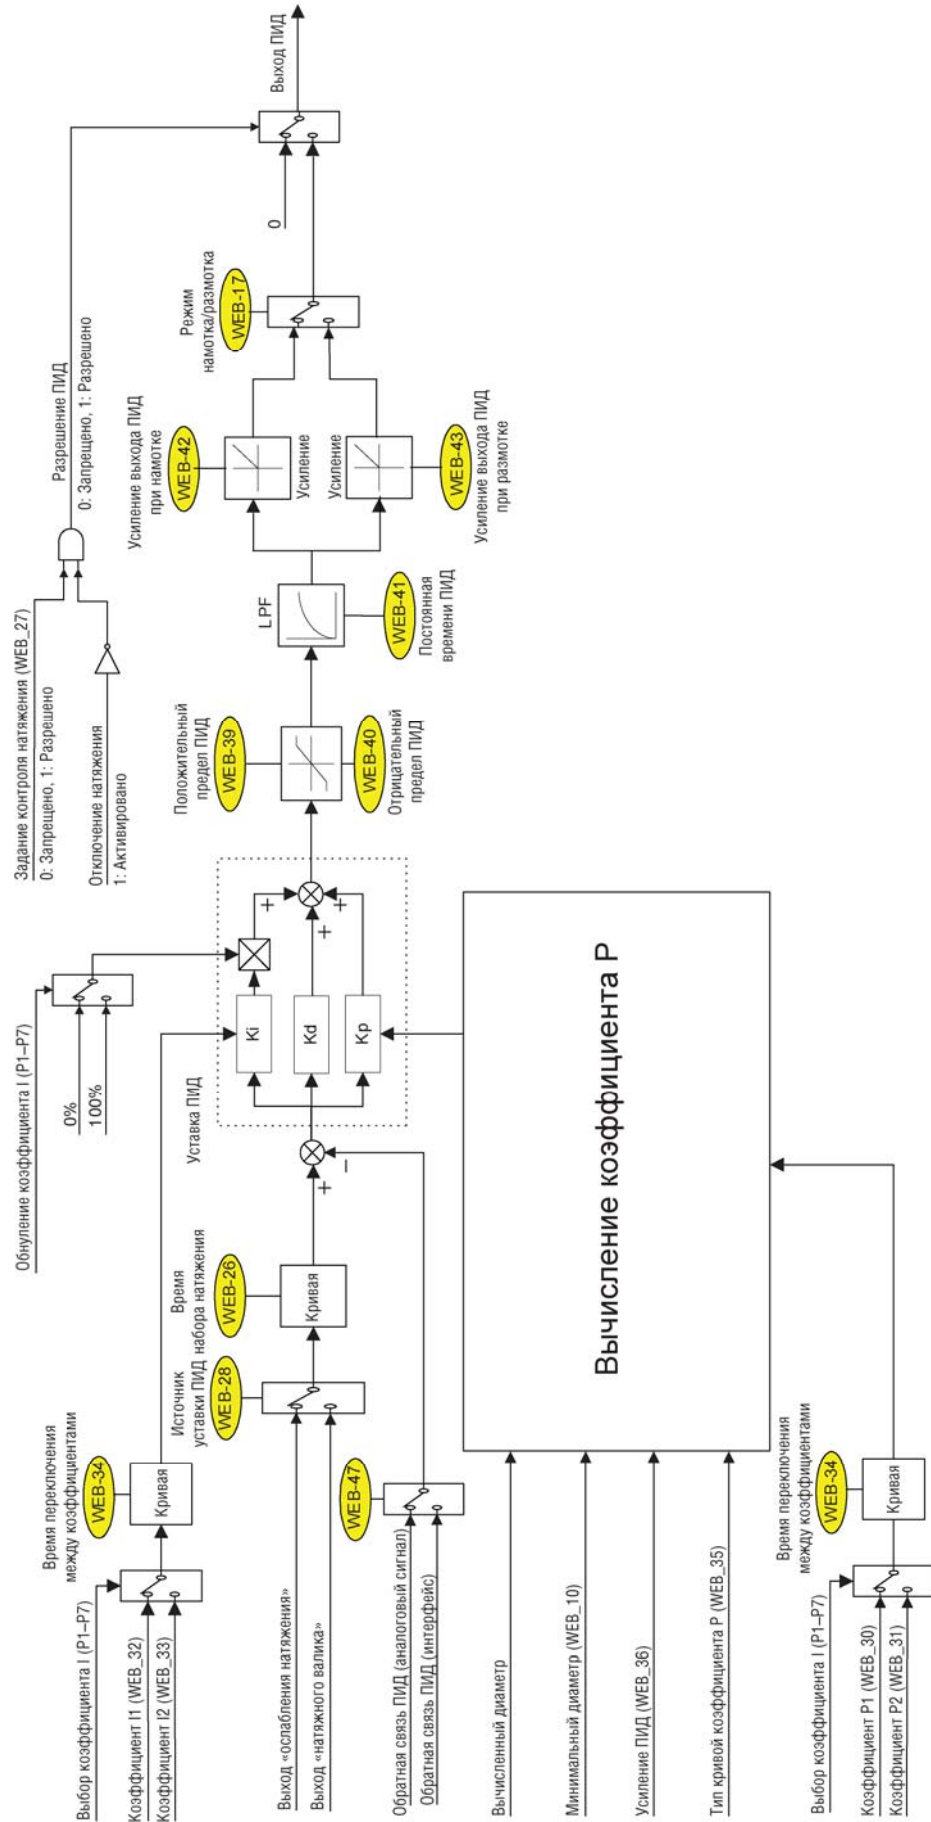 Выбор коэффициента I (P1–P7)
Коэффициент I1 (WEB_32)
Коэффициент I2 (WEB_33)
Время переключения
между коэффициентами
WEB-34
Кривая
Обнуление коэффициента I (P1–P7)
0%
100%
Задание контроля натяжения (WEB_27)
0: Запрещено, 1: Разрешено
Отключение натяжения
1: Активировано
Разрешение ПИД
0: Запрещено, 1: Разрешено
Выход «ослабления натяжения»
Выход «натяжного валика»
Источник
уставки ПИД
WEB-28
Время
набора натяжения
WEB-26
Кривая
Уставка ПИД
+
–
Ki
Kd
Kp
+
+
+
Положительный
предел ПИД
WEB-39
WEB-40
Отрицательный
предел ПИД
LPF
WEB-41
Постоянная
времени ПИД
Усиление выхода ПИД
при намотке
WEB-42
Усиление
Усиление
WEB-43
Усиление выхода ПИД
при размотке
Режим
намотка/размотка
WEB-17
0
Выход ПИД
WEB-47
Обратная связь ПИД (аналоговый сигнал)
Обратная связь ПИД (интерфейс)
Вычисленный диаметр
Минимальный диаметр (WEB_10)
Усиление ПИД (WEB_36)
Тип кривой коэффициента P (WEB_35)
Вычисление коэффициента P
Выбор коэффициента I (P1–P7)
Коэффициент P1 (WEB_30)
Коэффициент P2 (WEB_31)
Время переключения
между коэффициентами
WEB-34
Кривая